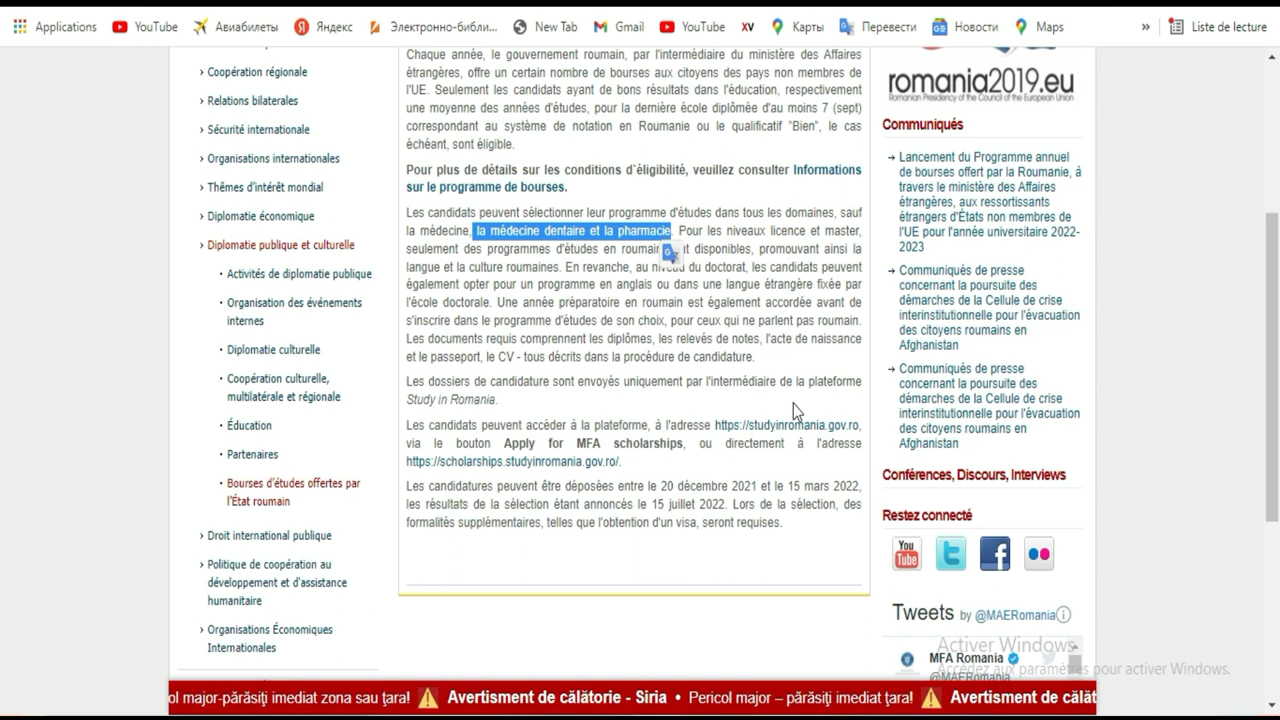 Applications YouTube Авиабилеты Яндекс Электронно-библи... New Tab Gmail YouTube XV Карты Перевести Новости Maps » Liste de lecture
› Coopération régionale
› Relations bilaterales
› Sécurité internationale
› Organisations internationales
› Thêmes d'intérêt mondial
› Diplomatie économique
› Diplomatie publique et culturelle
• Activités de diplomatie publique
• Organisation des événements
internes
• Diplomatie culturelle
• Coopération culturelle,
multilatérale et régionale
• Éducation
• Partenaires
• Bourses d'études offertes par
l'État roumain
› Droit international publique
› Politique de coopération au
développement et d'assistance
humanitaire
› Organisations Économiques
Internationales
Chaque année, le gouvernement roumain, par l'intermédiaire du ministère des Affaires
étrangères, offre un certain nombre de bourses aux citoyens des pays non membres de
l'UE. Seulement les candidats ayant de bons résultats dans l'éducation, respectivement
une moyenne des années d'études, pour la dernière école diplômée d'au moins 7 (sept)
correspondant au système de notation en Roumanie ou le qualificatif "Bien", le cas
échéant, sont éligible.
Pour plus de détails sur les conditions d`éligibilité, veuillez consulter Informations
sur le programme de bourses.
Les candidats peuvent sélectionner leur programme d'études dans tous les domaines, sauf
la médecine, la médecine dentaire et la pharmacie. Pour les niveaux licence et master,
seulement des programmes d'études en roumain disponibles, promouvant ainsi la
langue et la culture roumaines. En revanche, au niveau du doctorat, les candidats peuvent
également opter pour un programme en anglais ou dans une langue étrangère fixée par
l'école doctorale. Une année préparatoire en roumain est également accordée avant de
s'inscrire dans le programme d'études de son choix, pour ceux qui ne parlent pas roumain.
Les documents requis comprennent les diplômes, les relevés de notes, l'acte de naissance
et le passeport, le CV - tous décrits dans la procédure de candidature.
Les dossiers de candidature sont envoyés uniquement par l'intermédiaire de la plateforme
Study in Romania.
Les candidats peuvent accéder à la plateforme, à l'adresse https://studyinromania.gov.ro,
via le bouton Apply for MFA scholarships, ou directement à l'adresse
https://scholarships.studyinromania.gov.ro/.
Les candidatures peuvent être déposées entre le 20 décembre 2021 et le 15 mars 2022,
les résultats de la sélection étant annoncés le 15 juillet 2022. Lors de la sélection, des
formalités supplémentaires, telles que l'obtention d'un visa, seront requises.
romania2019.eu
Romanian Presidency of the Council of the European Union
Communiqués
→ Lancement du Programme annuel
de bourses offert par la Roumanie, à
travers le ministère des Affaires
étrangères, aux ressortissants
étrangers d'États non membres de
l'UE pour l'année universitaire 2022-
2023
→ Communiqués de presse
concernant la poursuite des
démarches de la Cellule de crise
interinstitutionnelle pour l'évacuation
des citoyens roumains en
Afghanistan
→ Communiqués de presse
concernant la poursuite des
démarches de la Cellule de crise
interinstitutionnelle pour l'évacuation
des citoyens roumains en
Afghanistan
Conférences, Discours, Interviews
Restez connecté
You
Tube
Tweets by @MAERomania
MFA Romania
@MAERomania
Activer Windows
Accédez aux paramètres pour activer Windows.
ol major-părăsiți imediat zona sau țara! Avertisment de călătorie - Siria • Pericol major – părăsiți imediat țara! Avertisment de călăt